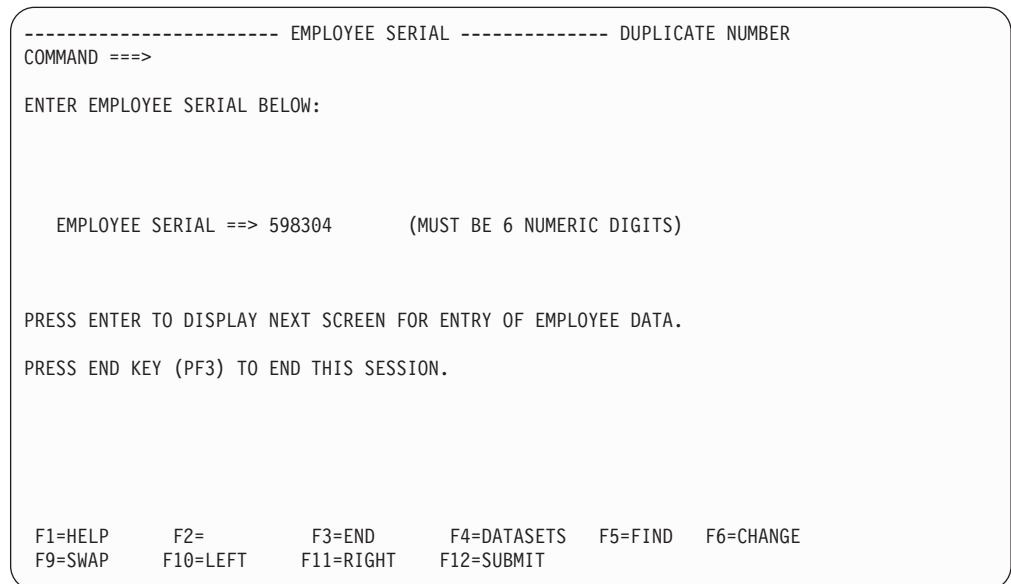 ------------------------ EMPLOYEE SERIAL -------------- DUPLICATE NUMBER
COMMAND ===>
ENTER EMPLOYEE SERIAL BELOW:
EMPLOYEE SERIAL ==> 598304 (MUST BE 6 NUMERIC DIGITS)
PRESS ENTER TO DISPLAY NEXT SCREEN FOR ENTRY OF EMPLOYEE DATA.
PRESS END KEY (PF3) TO END THIS SESSION.
F1=HELP F2= F3=END F4=DATASETS F5=FIND F6=CHANGE
F9=SWAP F10=LEFT F11=RIGHT F12=SUBMIT